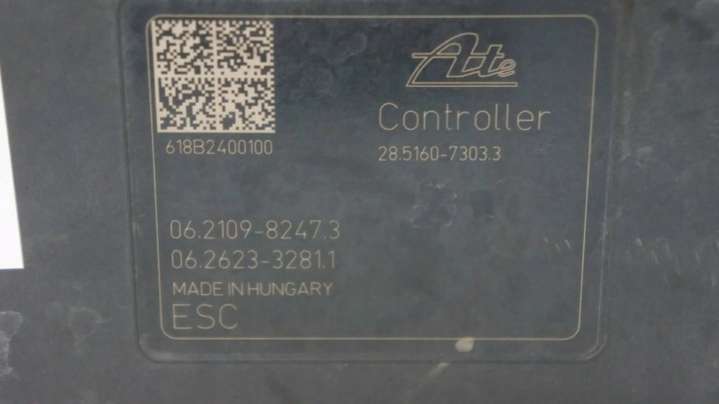 Ate
Controller
618B2400100
28.5160-7303.3
06.2109-8247.3
06.2623-3281.1
MADE IN HUNGARY
ESC